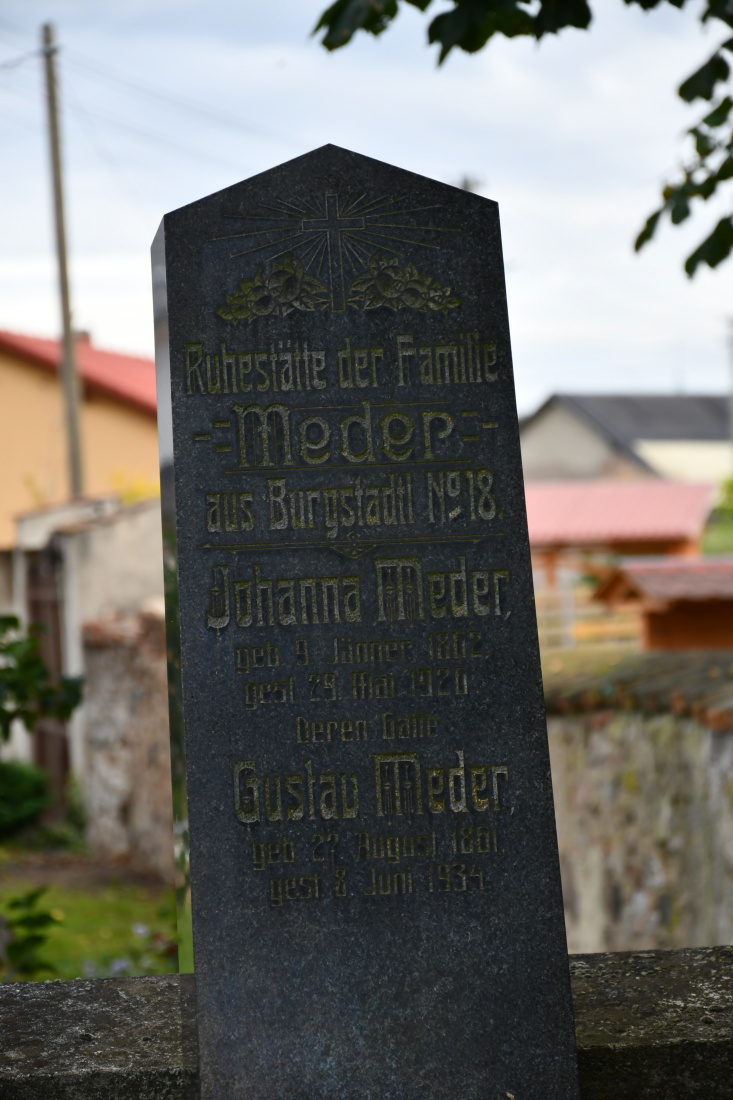 Ruhestätte der Familie
Meder
aus Burgstadtl No 18.
Johanna Meder,
geb. 9. Jänner 1862,
gest. 29. Mai 1920.
Deren Gatte
Gustav Meder,
geb. 27. August 1861.
gest. 8. Juni 1934.